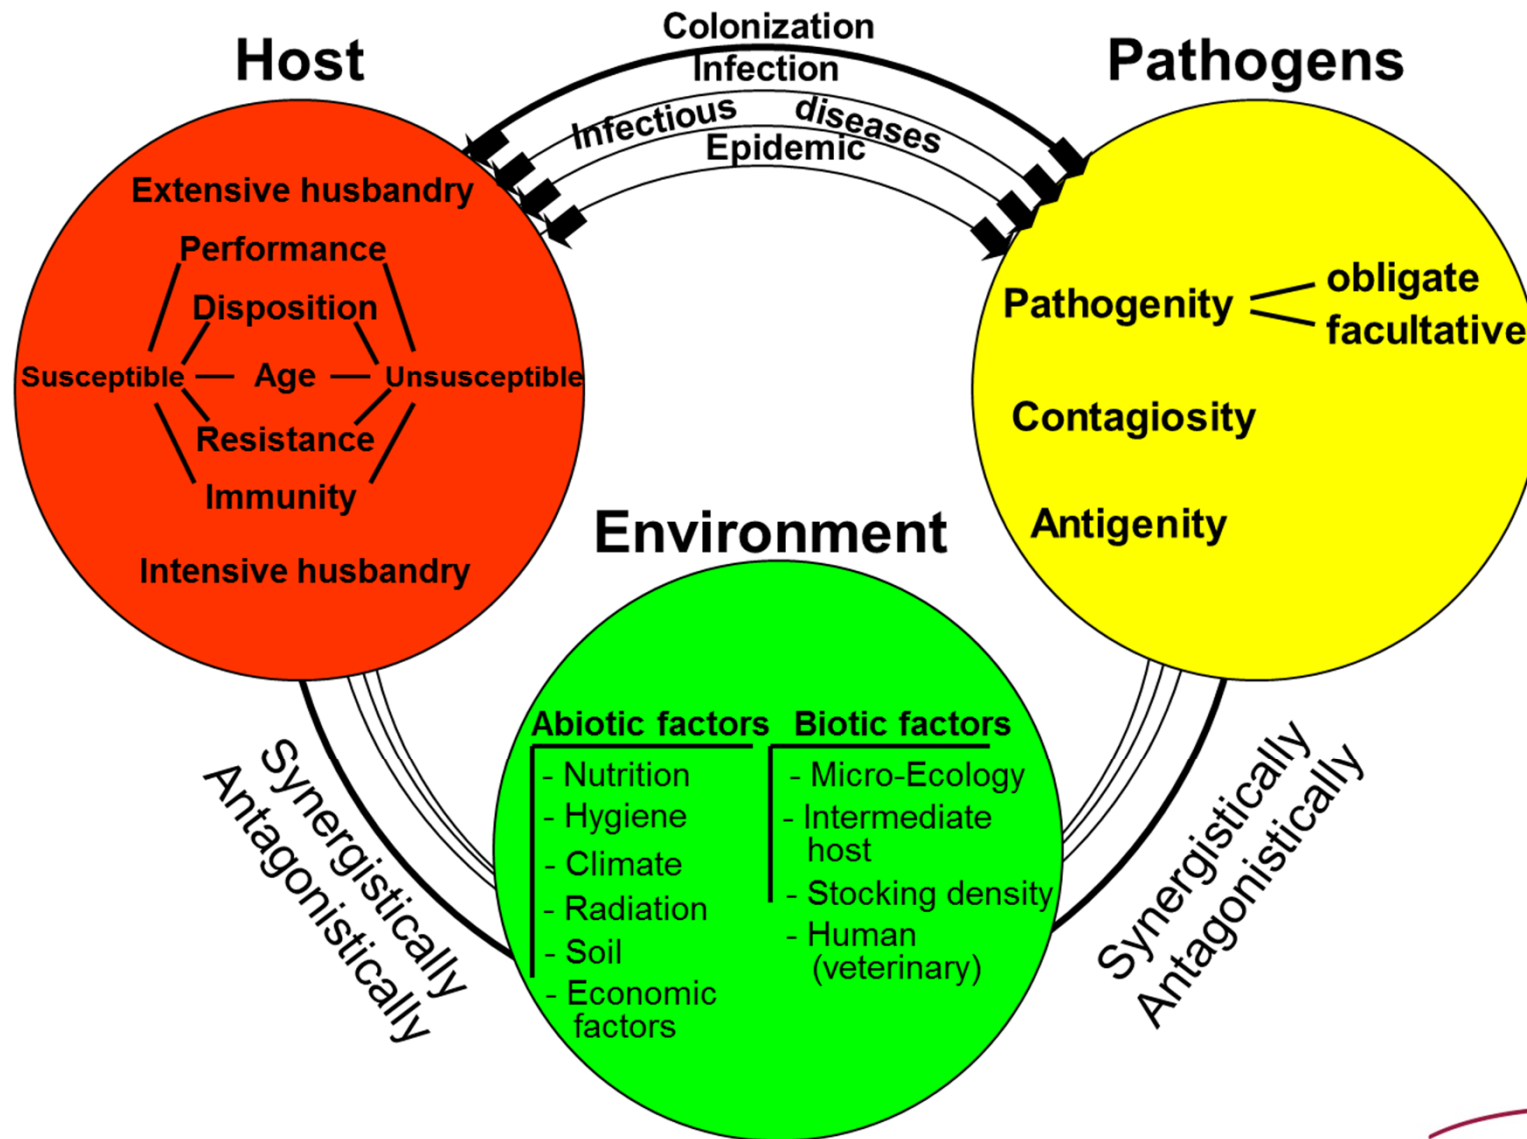 Host
Colonization
Infection
Infectious diseases
Epidemic
Pathogens
Extensive husbandry
Performance
Disposition
Susceptible Age Unsusceptible
Resistance
Immunity
Intensive husbandry
Pathogenity
obligate
facultative
Contagiosity
Antigenity
Environment
Abiotic factors
- Nutrition
- Hygiene
- Climate
- Radiation
- Soil
- Economic
factors
Biotic factors
- Micro-Ecology
- Intermediate
host
- Stocking density
- Human
(veterinary)
Synergistically
Antagonistically
Synergistically
Antagonistically